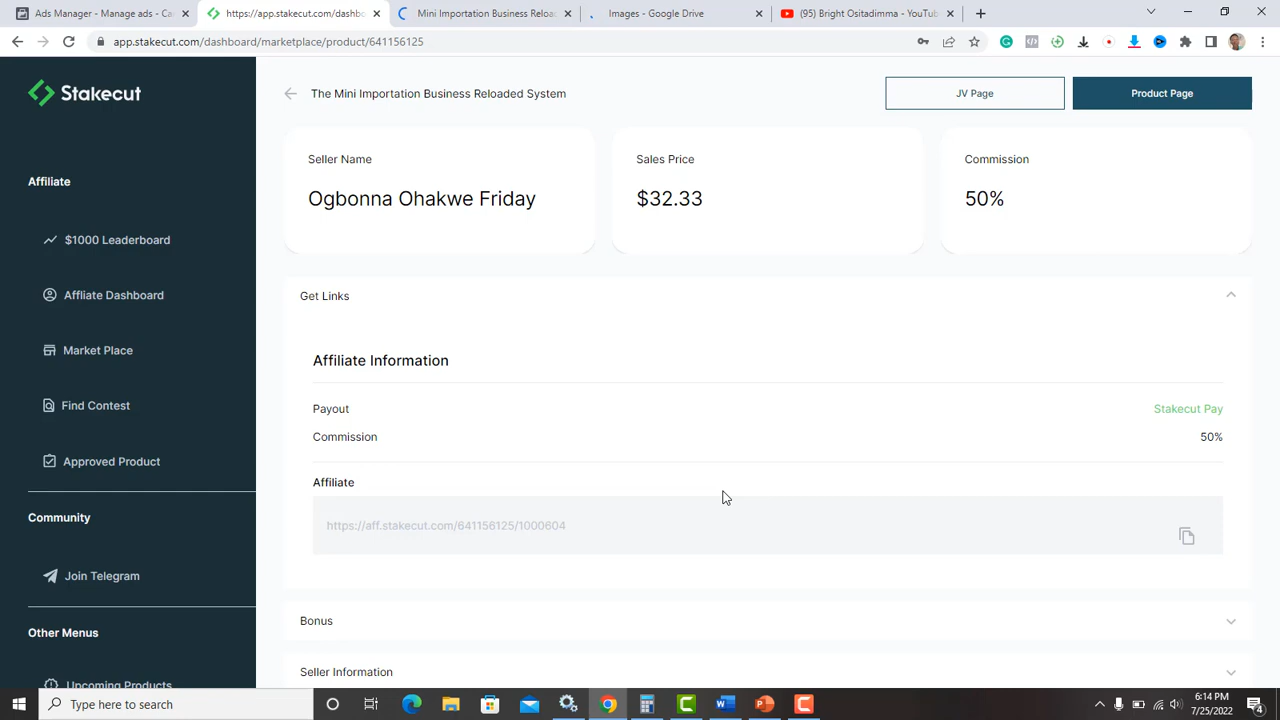 Ads Manager - Manage ads - Ca
https://app.stakecut.com/dashbo
Mini Importation Business Reloa
Images - Google Drive
(95) Bright Ositadimma - YouTub
app.stakecut.com/dashboard/marketplace/product/641156125
Stakecut
Affiliate
$1000 Leaderboard
Affliate Dashboard
Market Place
Find Contest
Approved Product
Community
Join Telegram
Other Menus
Upcoming Products
The Mini Importation Business Reloaded System
JV Page
Product Page
Seller Name
Ogbonna Ohakwe Friday
Sales Price
$32.33
Commission
50%
Get Links
Affiliate Information
Payout
Stakecut Pay
Commission
50%
Affiliate
https://aff.stakecut.com/641156125/1000604
Bonus
Seller Information
Type here to search
6:14 PM
7/25/2022